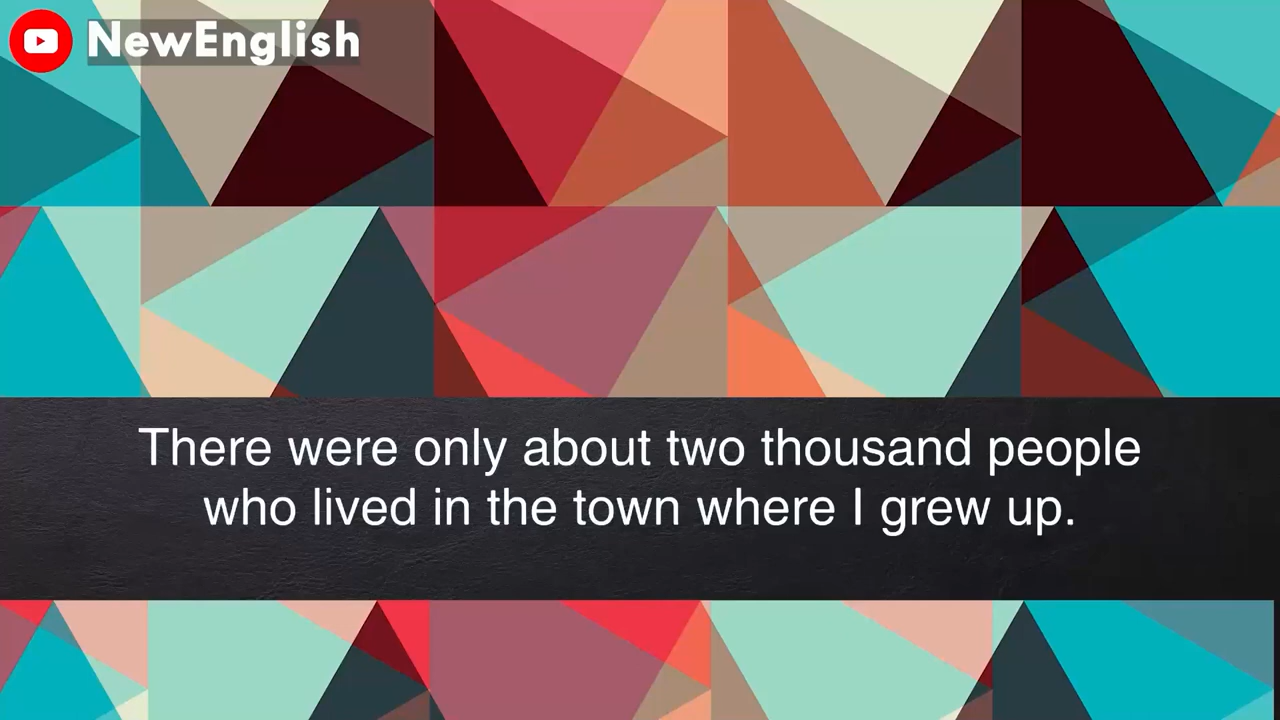 NewEnglish
There were only about two thousand people
who lived in the town where I grew up.